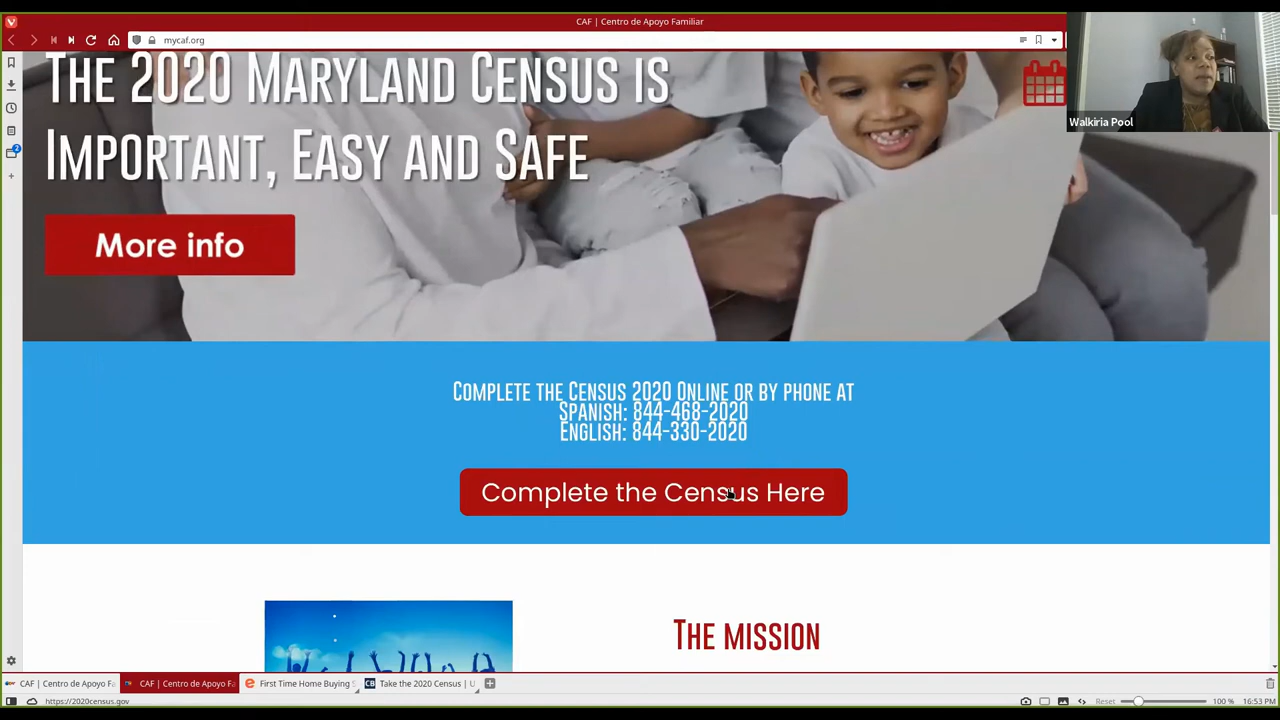 CAF | Centro de Apoyo Familiar
mycaf.org
Walkiria Pool
The 2020 Maryland Census is
Important, Easy and Safe
More info
Complete the Census 2020 Online or by phone at
Spanish: 844-468-2020
English: 844-330-2020
Complete the Census Here
The mission
CAF | Centro de Apoyo Fa
CAF | Centro de Apoyo Fa
First Time Home Buying S
CB
Take the 2020 Census | U
2
https://2020census.gov
Reset
100 %
16:53 PM